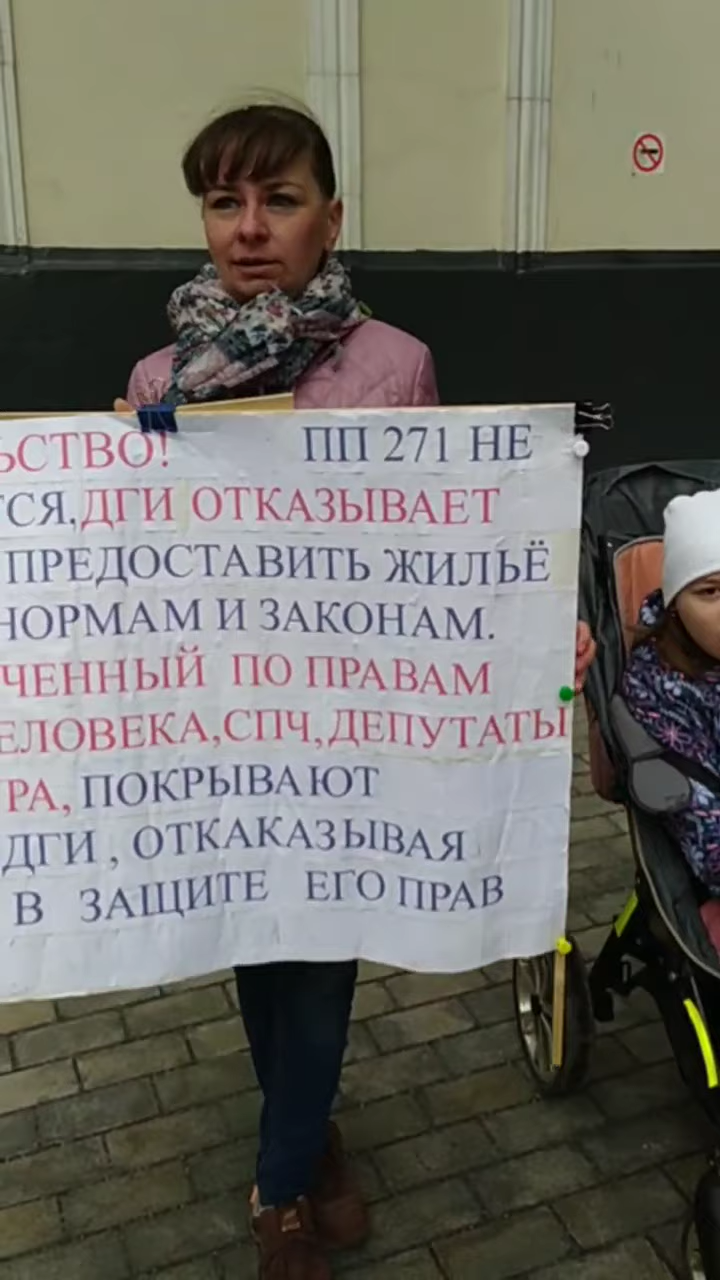 ЬСТВО! ПП 271 НЕ
ТСЯ, ДГИ ОТКАЗЫВАЕТ
ПРЕДОСТАВИТЬ ЖИЛЬЁ
НОРМАМ И ЗАКОНАМ.
ЧЕННЫЙ ПО ПРАВАМ
ЕЛОВЕКА, СПЧ, ДЕПУТАТЫ
РА, ПОКРЫВАЮТ
ДГИ , ОТКАКАЗЫВАЯ
В ЗАЩИТЕ ЕГО ПРАВ